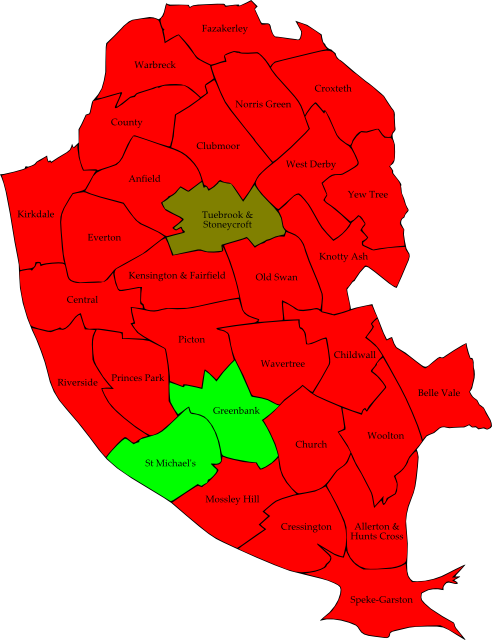 Fazakerley
Warbreck
Croxteth
Norris Green
County
Clubmoor
West Derby
Anfield
Yew Tree
Kirkdale
Tuebrook &
Stoneycroft
Everton
Knotty Ash
Kensington & Fairfield
Old Swan
Central
Picton
Childwall
Wavertree
Riverside
Princes Park
Belle Vale
Greenbank
Church
Woolton
St Michael's
Mossley Hill
Cressington
Allerton &
Hunts Cross
Speke-Garston